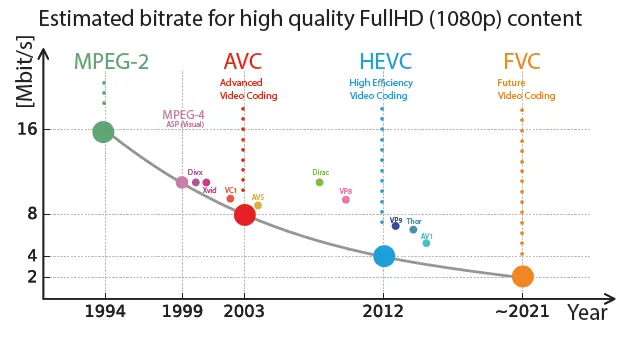 Estimated bitrate for high quality FullHD (1080p) content
[Mbit/s]
MPEG-2
AVC
HEVC
FVC
Advanced
Video Coding
High Efficiency
Video Coding
Future
Video Coding
MPEG-4
ASP (Visual)
16
Divx
Xvid
VC1
AVS
Dirac
VP8
8
VP9
Thor
AV1
4
2
1994
1999
2003
2012
~2021
Year